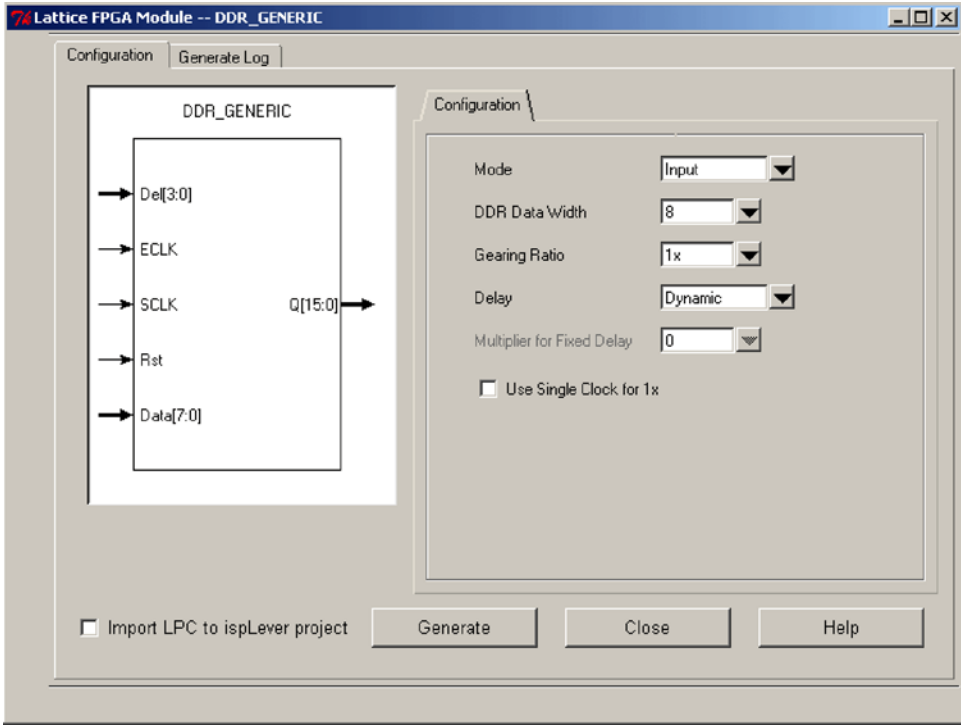 Lattice FPGA Module -- DDR_GENERIC
Configuration
Generate Log
DDR_GENERIC
Del[3:0]
ECLK
SCLK
Q[15:0]
Rst
Data[7:0]
Configuration
Mode
Input
DDR Data Width
8
Gearing Ratio
1x
Delay
Dynamic
Multiplier for Fixed Delay
0
Use Single Clock for 1x
Import LPC to ispLever project
Generate
Close
Help